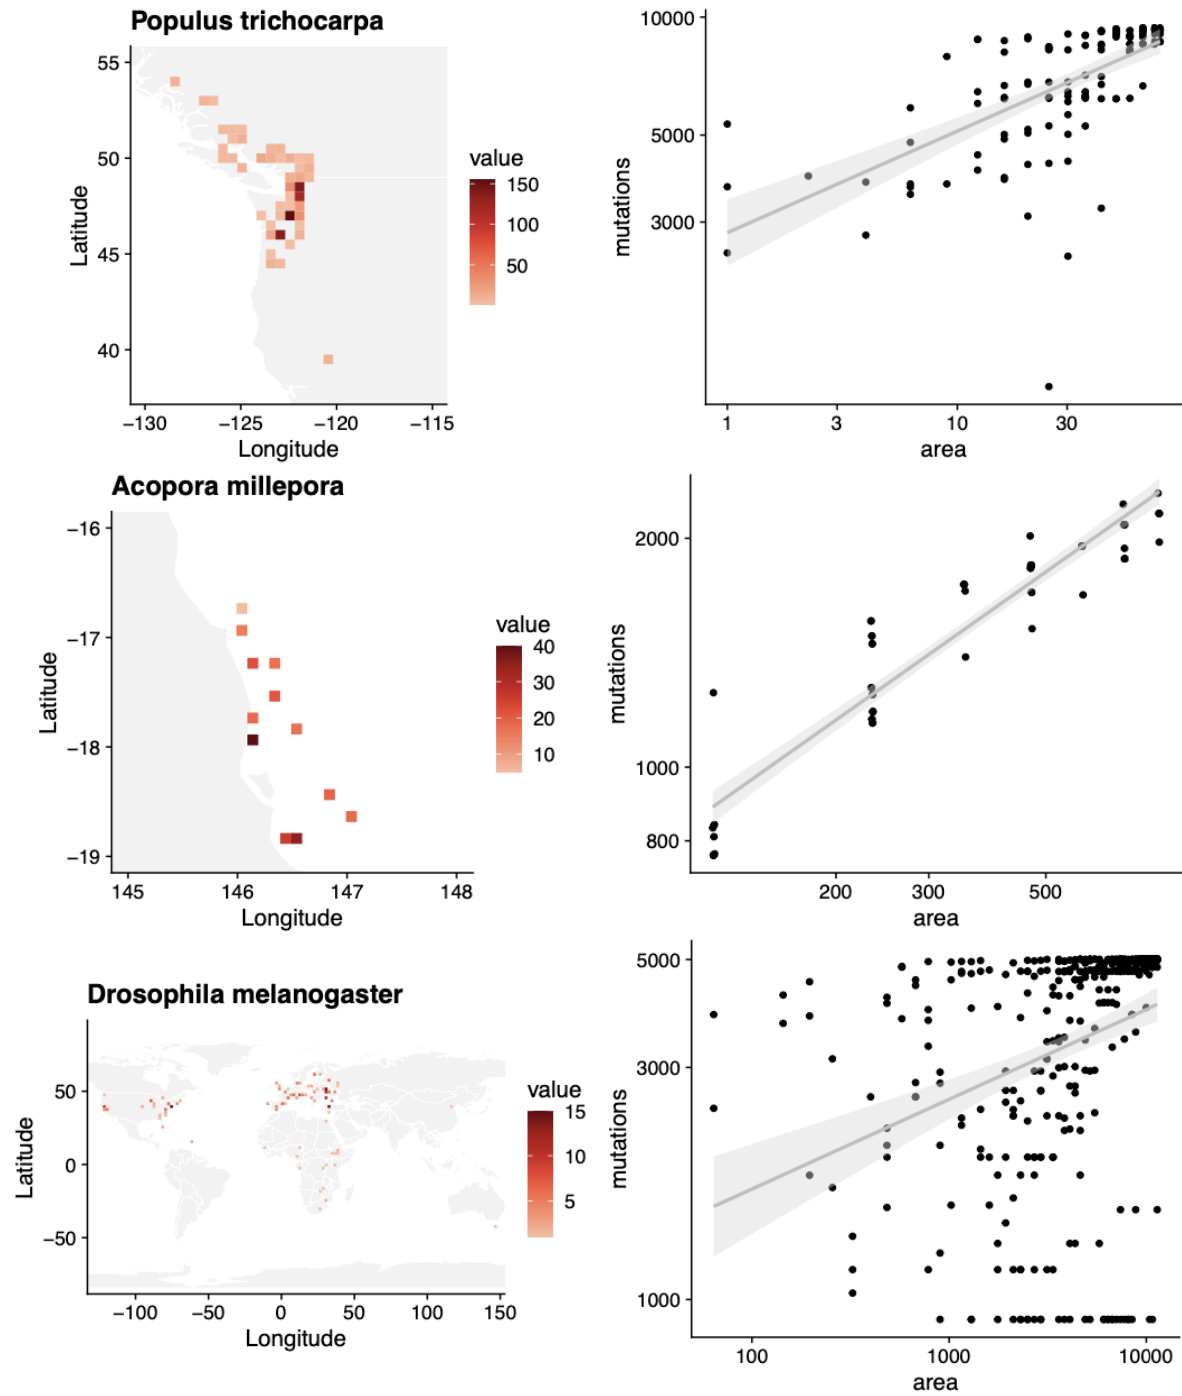 Populus trichocarpa
55
50
45
40
Latitude
−130 −125 −120 −115
Longitude
value
150
100
50
10000
5000
3000
mutations
1 3 10 30
area
Acopora millepora
−16
−17
−18
−19
Latitude
145 146 147 148
Longitude
value
40
30
20
10
2000
1000
800
mutations
200 300 500
area
Drosophila melanogaster
50
0
−50
Latitude
−100 −50 0 50 100 150
Longitude
value
15
10
5
5000
3000
1000
mutations
100 1000 10000
area